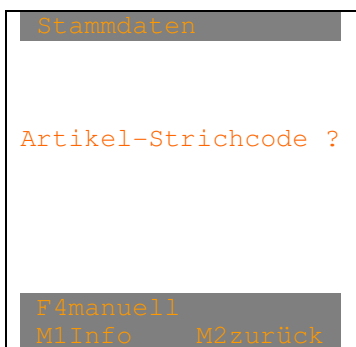 Stammdaten
Artikel-Strichcode ?
F4manuell
M1Info M2zurück